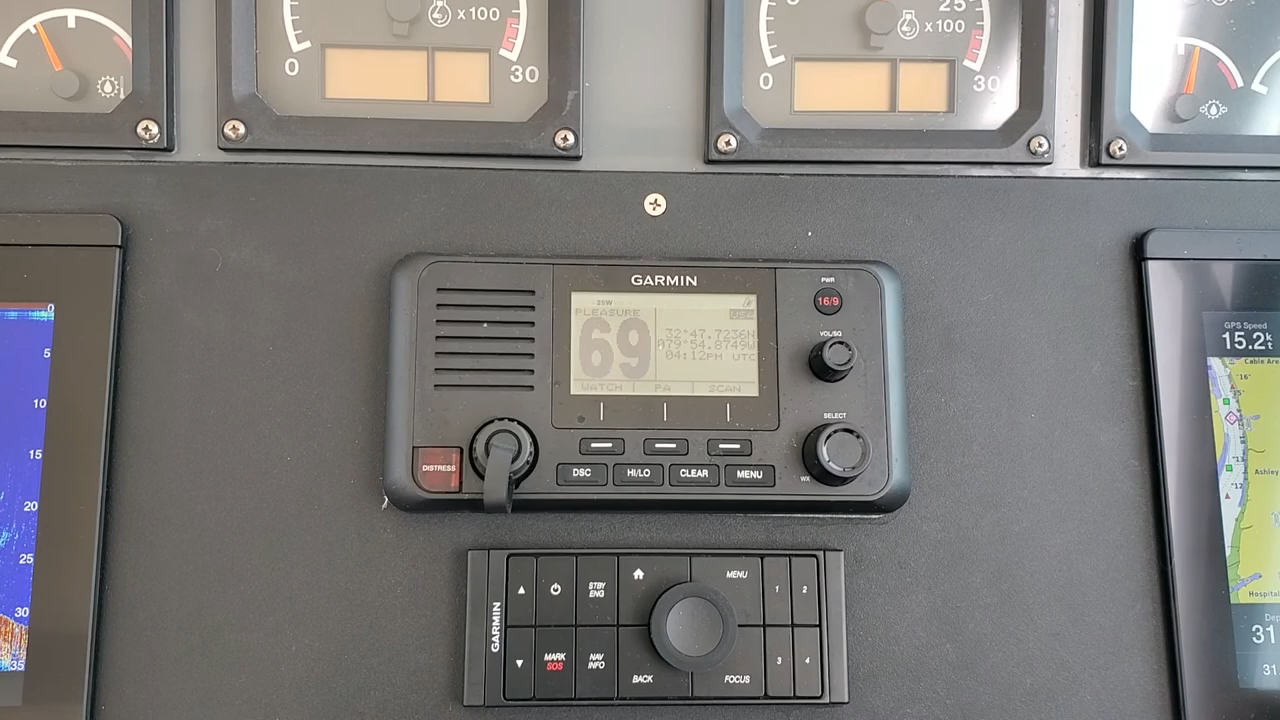 x100
0
30
25
x100
0
30
GARMIN
PWR
16/9
25W
PLEASURE
USA
69
32°47.7236N
079°54.8749W
04:12PM UTC
WATCH | PA | SCAN
VOL/SQ
SELECT
WX
DISTRESS
DSC
HI/LO
CLEAR
MENU
GARMIN
STBY
ENG
MENU
1
2
MARK
SOS
NAV
INFO
BACK
FOCUS
3
4
0
5
10
15
20
25
30
35
GPS Speed
15.2 kt
Cable Are
Ashley
Hospital
31
31